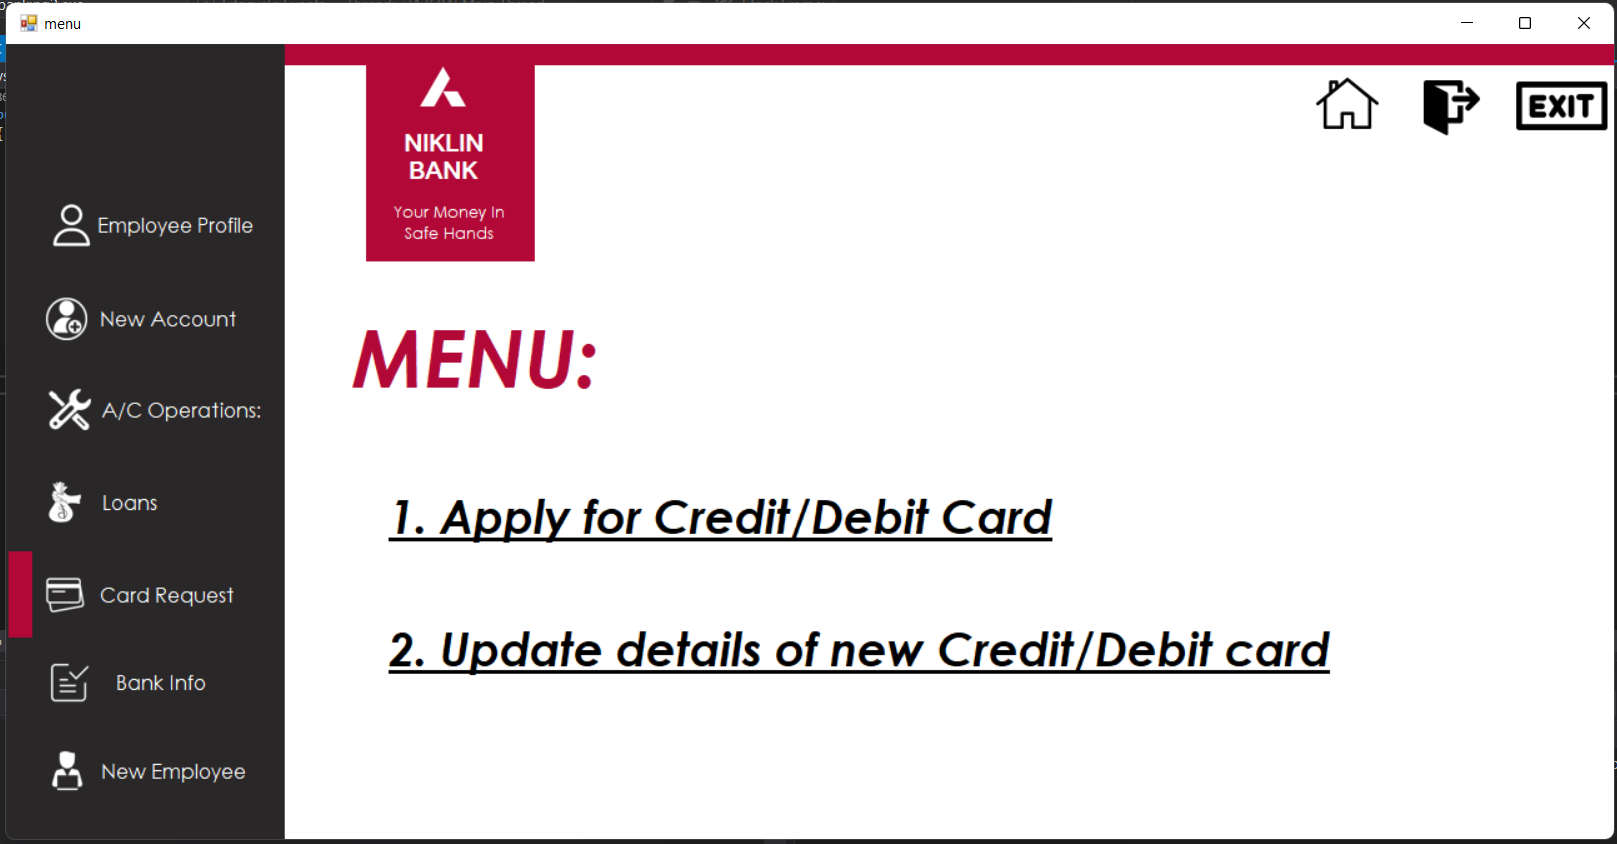 menu
EXIT
NIKLIN
BANK
Your Money In
Safe Hands
Employee Profile
New Account
A/C Operations:
Loans
Card Request
Bank Info
New Employee
MENU:
1. Apply for Credit/Debit Card
2. Update details of new Credit/Debit card